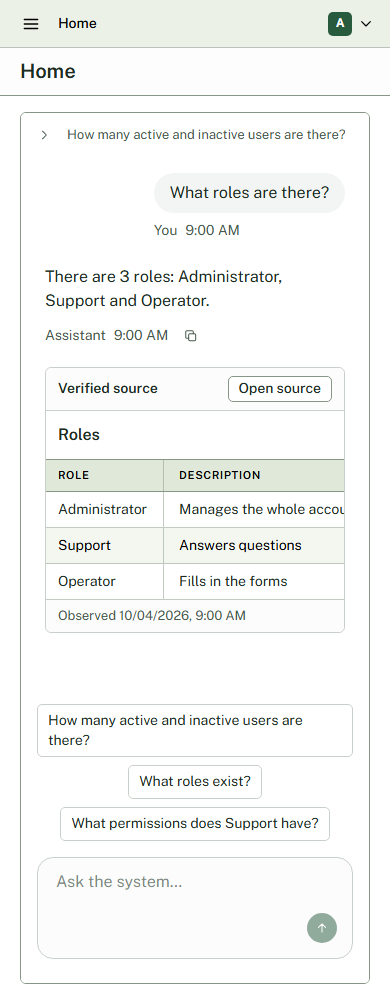 Home
A
Home
How many active and inactive users are there?
What roles are there?
You 9:00 AM
There are 3 roles: Administrator,
Support and Operator.
Assistant 9:00 AM
Verified source
Open source
Roles
ROLE DESCRIPTION
Administrator Manages the whole accou
Support Answers questions
Operator Fills in the forms
Observed 10/04/2026, 9:00 AM
How many active and inactive users are
there?
What roles exist?
What permissions does Support have?
Ask the system...